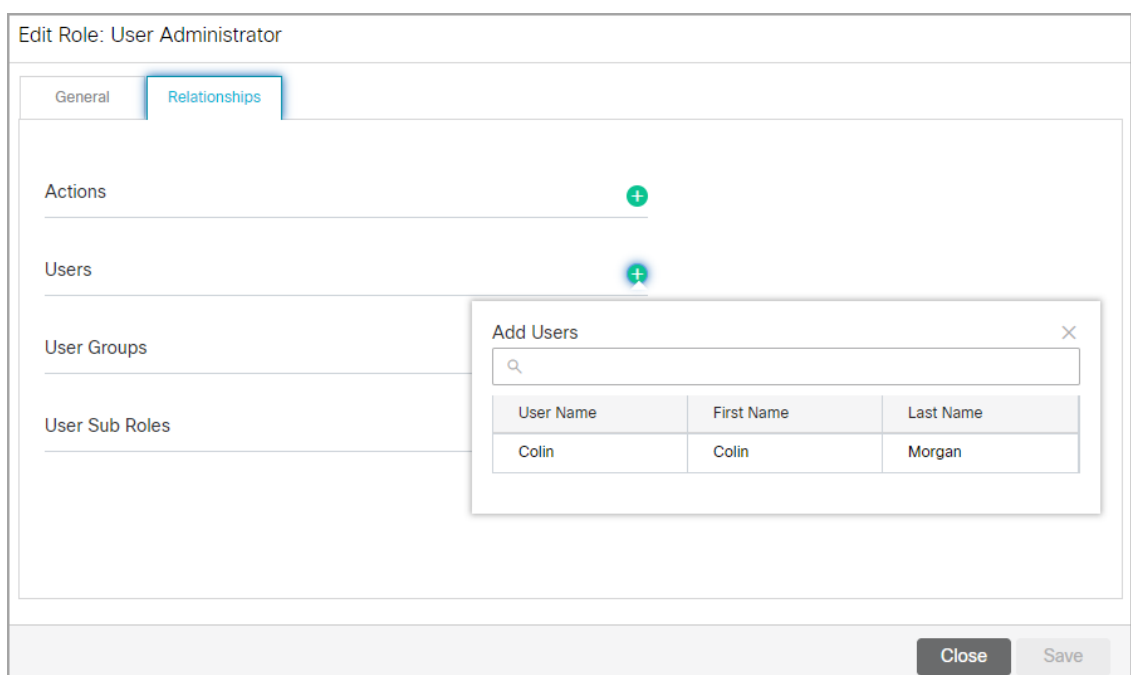 Edit Role: User Administrator
General Relationships
Actions
Users
Add Users
User Groups
User Name First Name Last Name
User Sub Roles
Colin Colin Morgan
Close Save